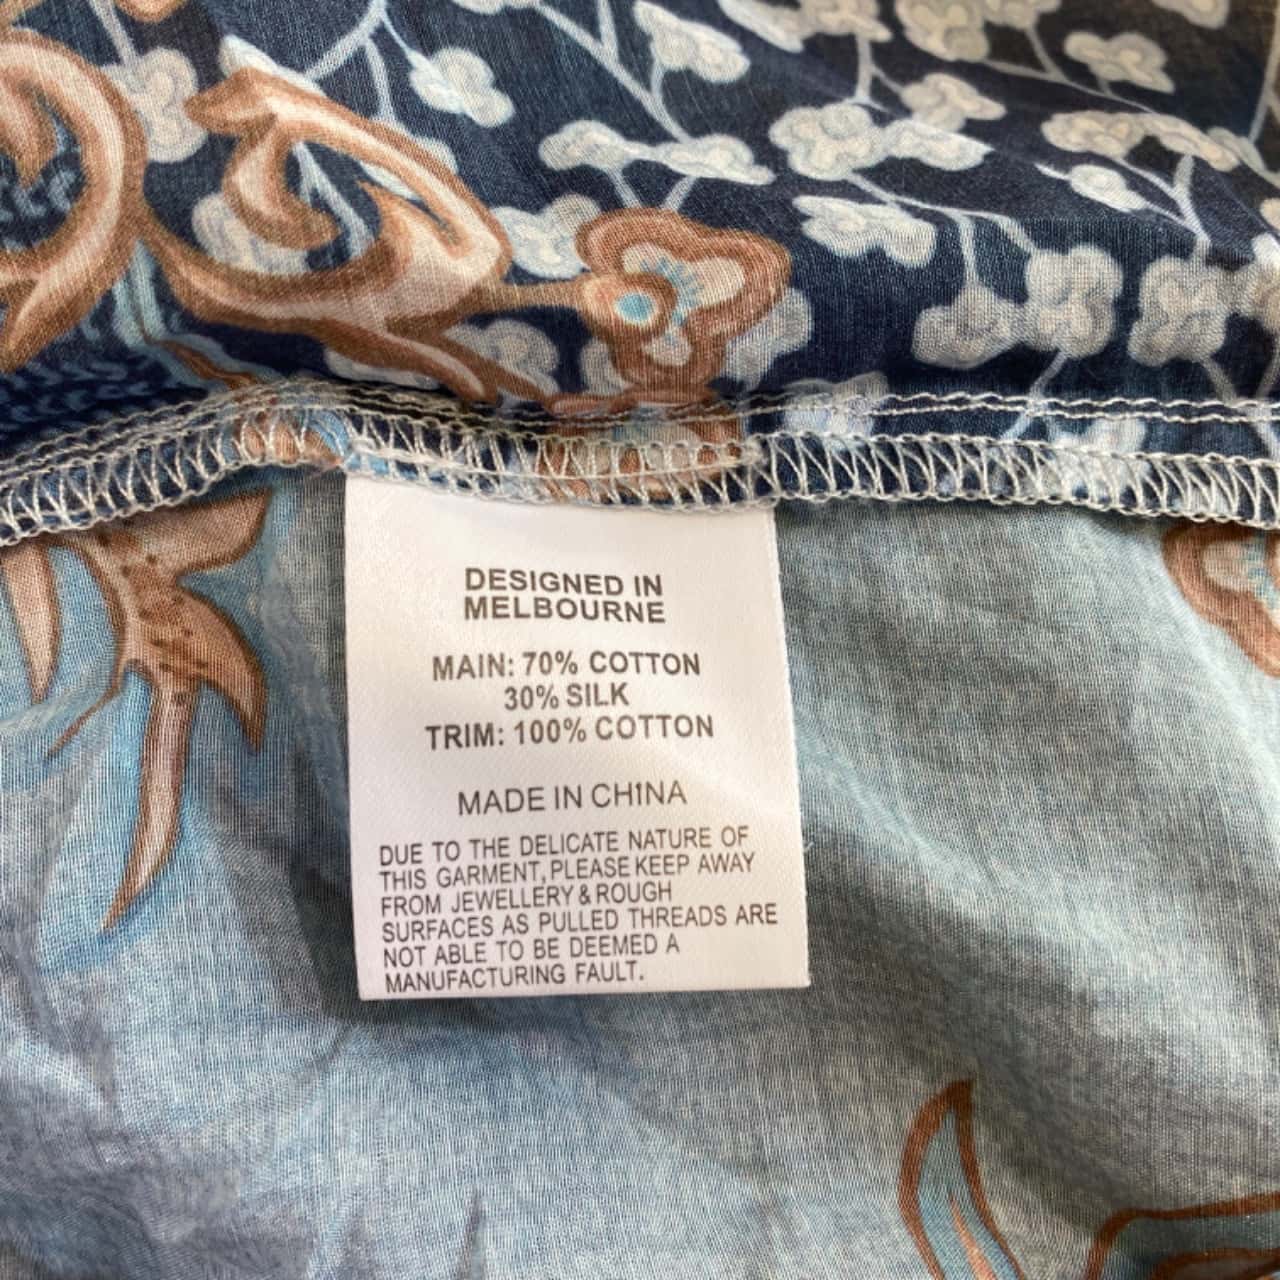 DESIGNED IN
MELBOURNE
MAIN: 70% COTTON
30% SILK
TRIM: 100% COTTON
MADE IN CH1NA
DUE TO THE DELICATE NATURE OF
THIS GARMENT, PLEASE KEEP AWAY
FROM JEWELLERY & ROUGH
SURFACES AS PULLED THREADS ARE
NOT ABLE TO BE DEEMED A
MANUFACTURING FAULT.